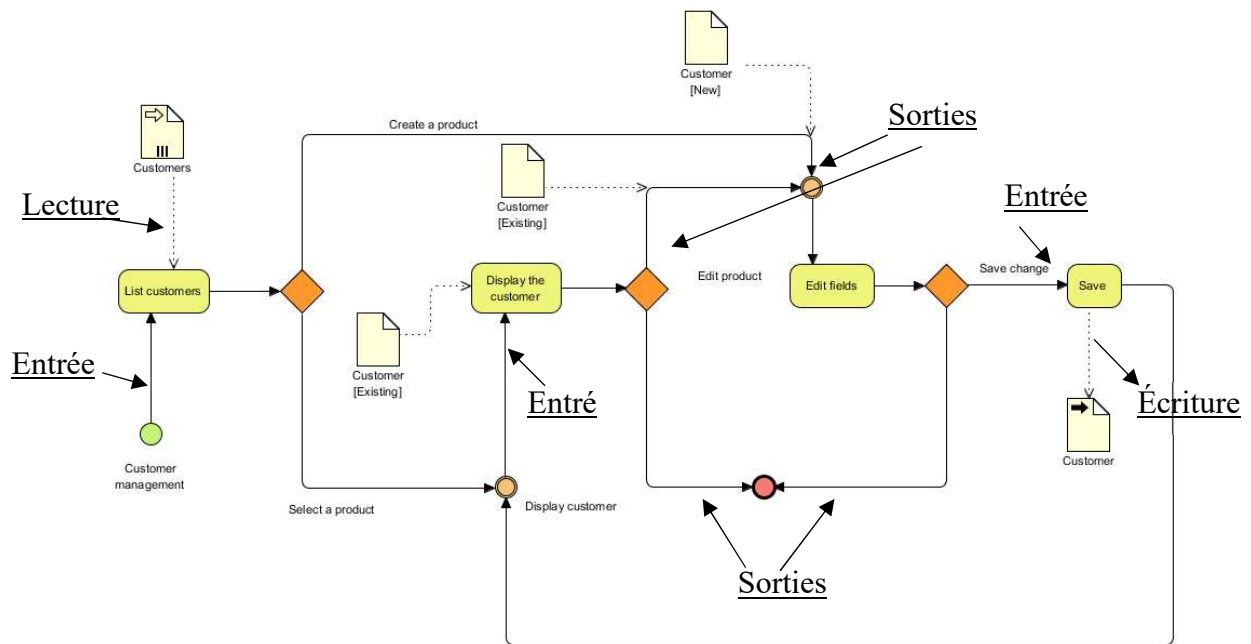 Customer
[New]
Sorties
Create a product
Customers
Lecture
Customer
[Existing]
Entrée
Edit product
Save change
List customers
Display the
customer
Edit fields
Save
Entrée
Customer
[Existing]
Entré
Écriture
Customer
Customer
management
Select a product
Display customer
Sorties